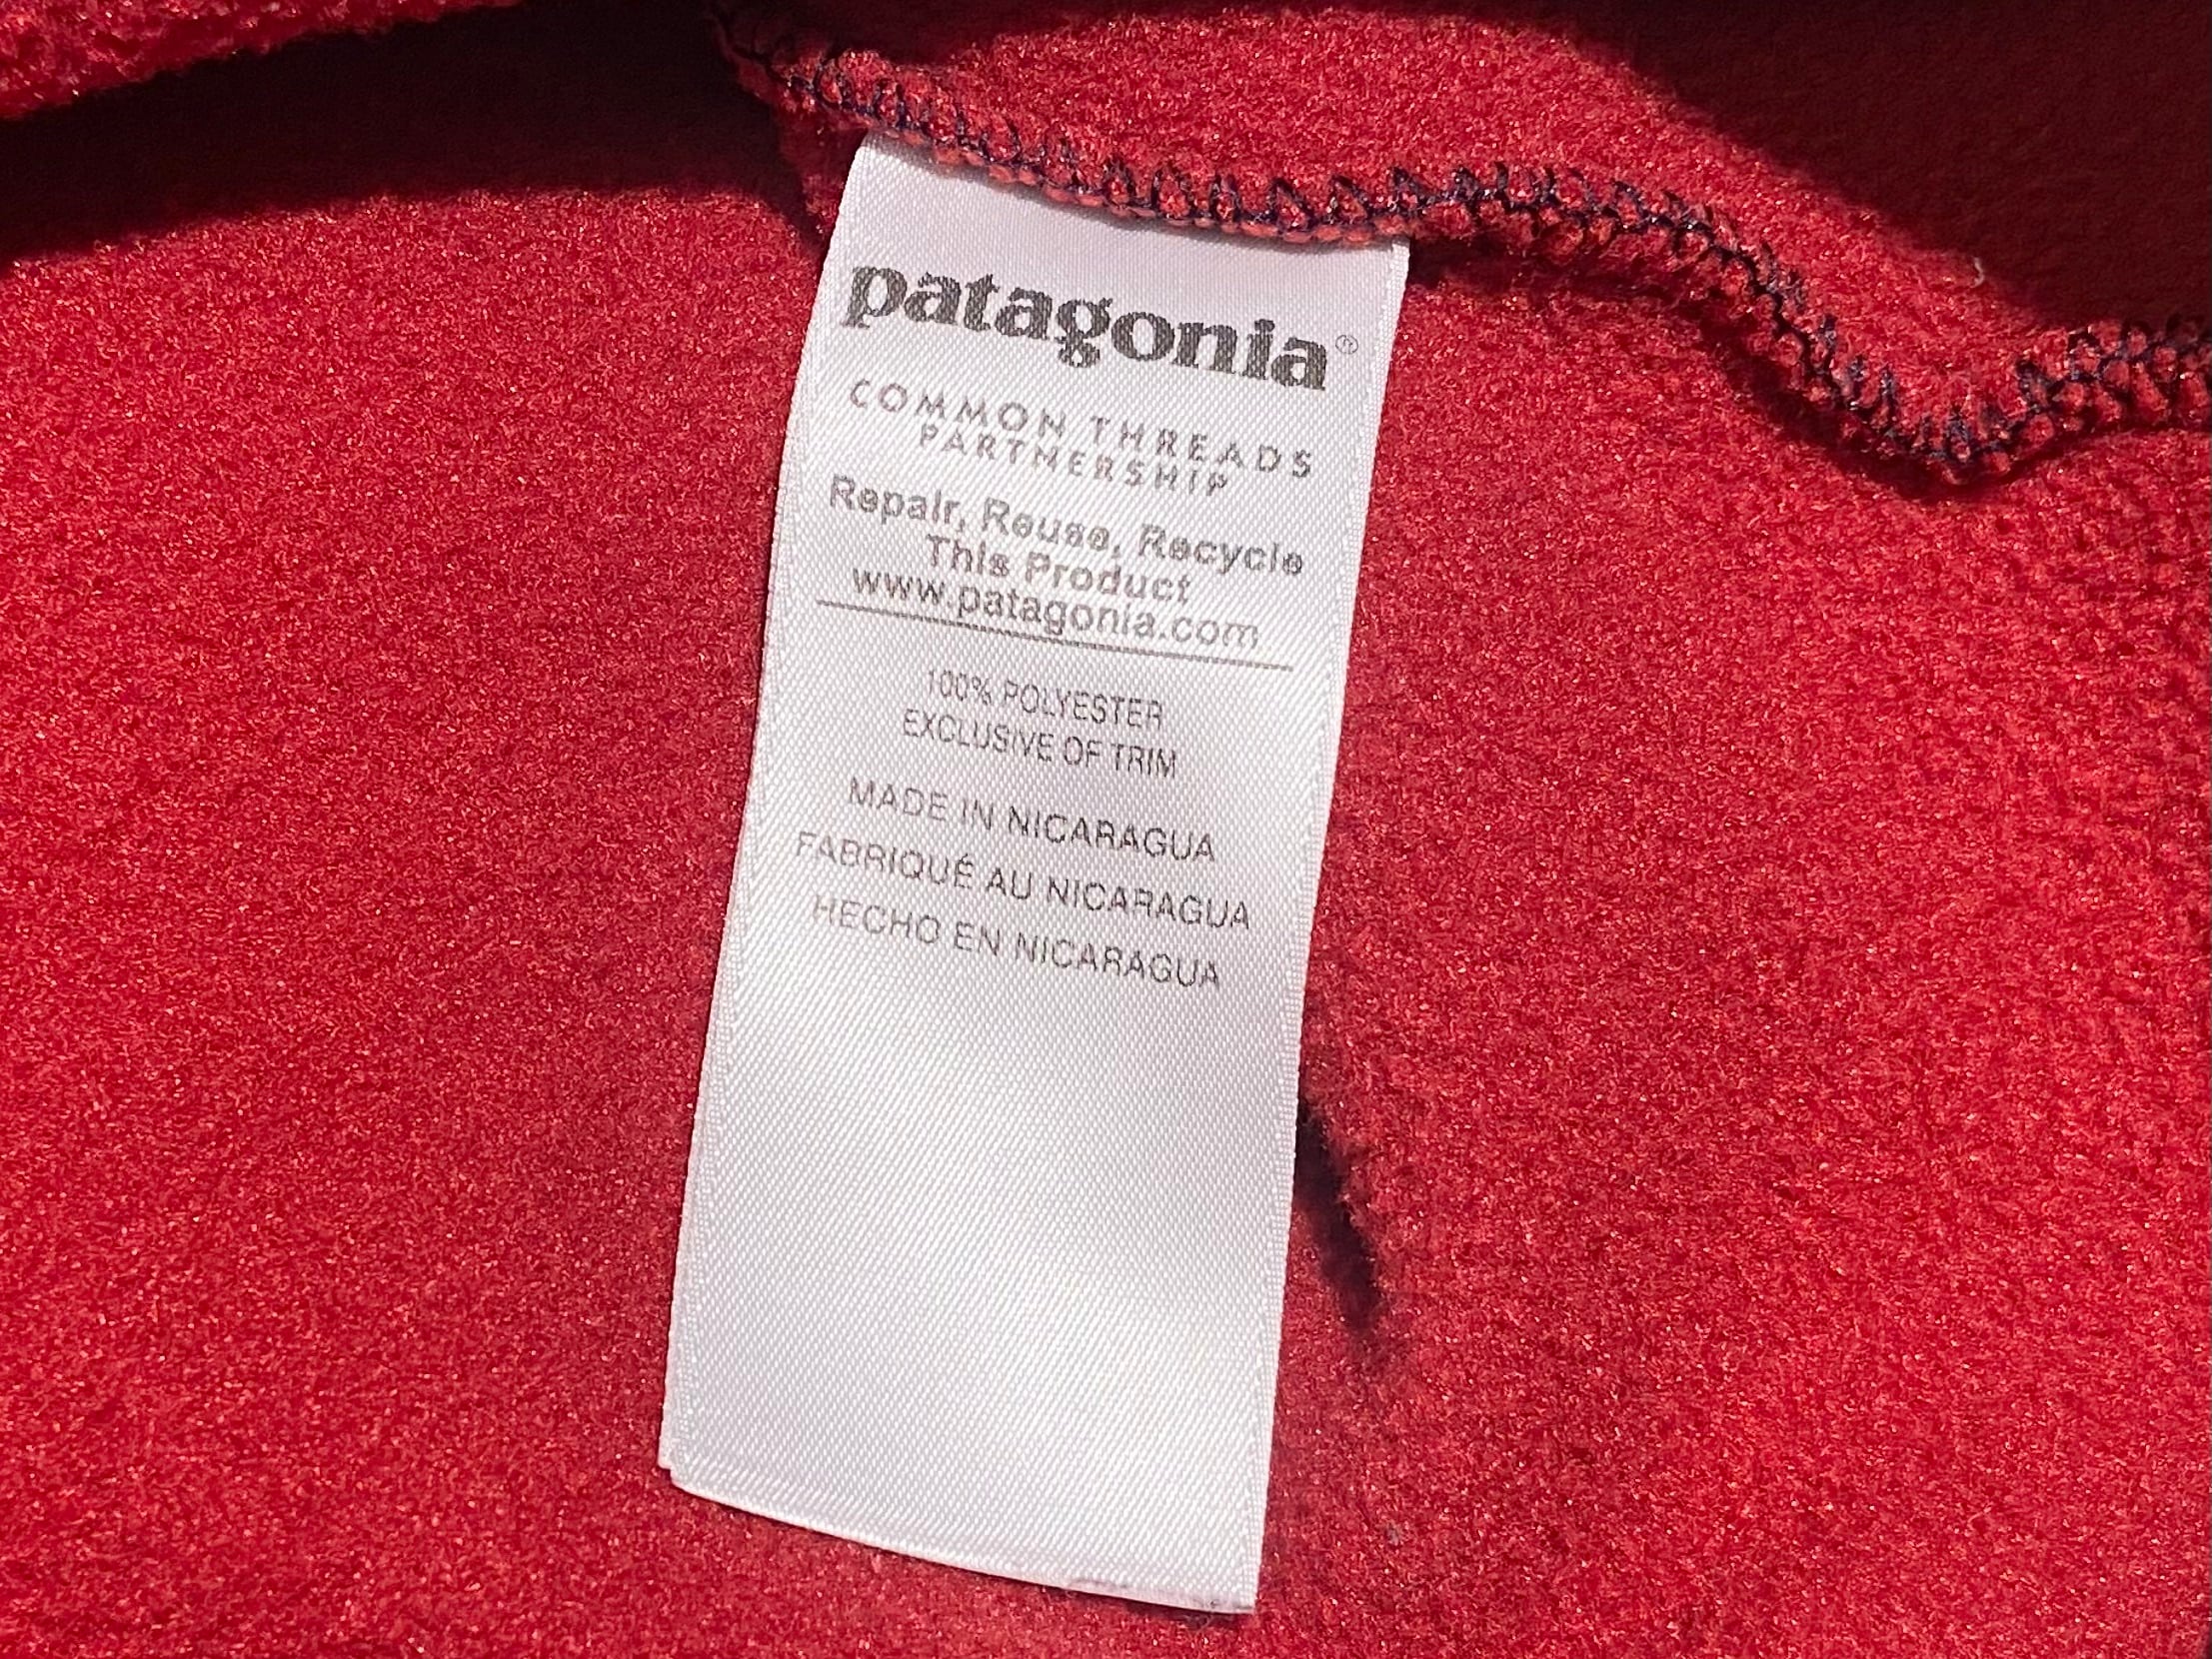 patagonia®
COMMON THREADS
PARTNERSHIP
Repair, Reuse, Recycle
This Product
www.patagonia.com
100% POLYESTER
EXCLUSIVE OF TRIM
MADE IN NICARAGUA
FABRIQUÉ AU NICARAGUA
HECHO EN NICARAGUA